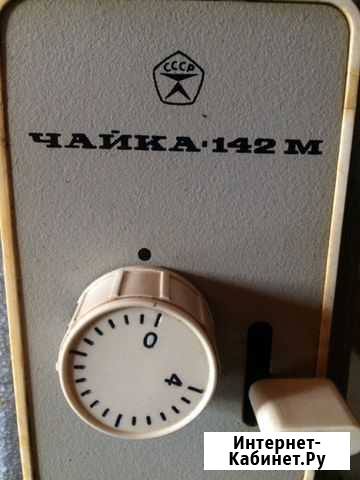 СССР
ЧАЙКА·142 М
0
4
Интернет-
Кабинет.Ру